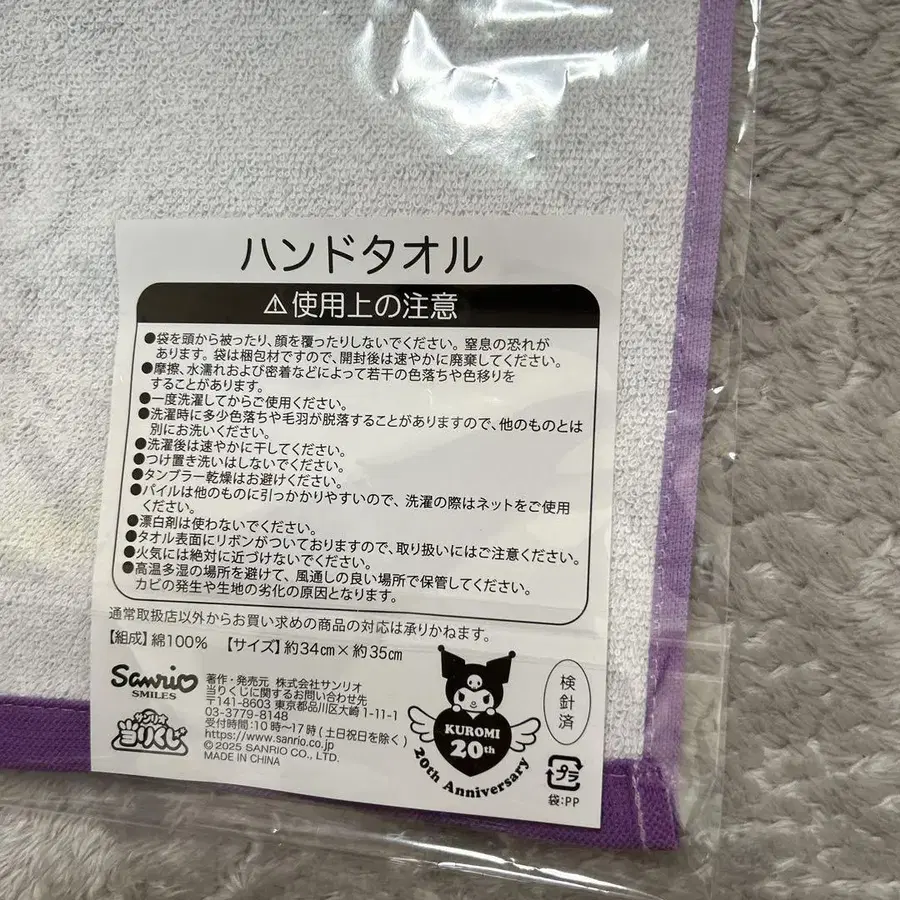 ハンドタオル
⚠使用上の注意
●袋を頭から被ったり、顔を覆ったりしないでください。窒息の恐れが
あります。袋は梱包材ですので、開封後は速やかに廃棄してください。
●摩擦、水濡れおよび密着などによって若干の色落ちや色移りを
することがあります。
●一度洗濯してからご使用ください。
●洗濯時に多少色落ちや毛羽が脱落することがありますので、他のものとは
別にお洗いください。
●洗濯後は速やかに干してください。
●つけ置き洗いはしないでください。
●タンブラー乾燥はお避けください。
●パイルは他のものに引っかかりやすいので、洗濯の際はネットをご使用
ください。
●漂白剤は使わないでください。
●タオル表面にリボンがついておりますので、取り扱いにはご注意ください。
●火気には絶対に近づけないでください。
●高温多湿の場所を避けて、風通しの良い場所で保管してください。
カビの発生や生地の劣化の原因となります。
通常取扱店以外からお買い求めの商品の対応は承りかねます。
【組成】綿100% 【サイズ】約34cm×約35cm
Sanrio
SMILES
サンリオ
当りくじ
著作・発売元 株式会社サンリオ
当りくじに関するお問い合わせ先
〒141-8603 東京都品川区大崎1-11-1
03-3779-8148
受付時間:10時〜17時(土日祝日を除く)
https://www.sanrio.co.jp
© 2025 SANRIO CO., LTD.
MADE IN CHINA
KUROMI
20th
20th Anniversary
検針済
プラ
袋:PP